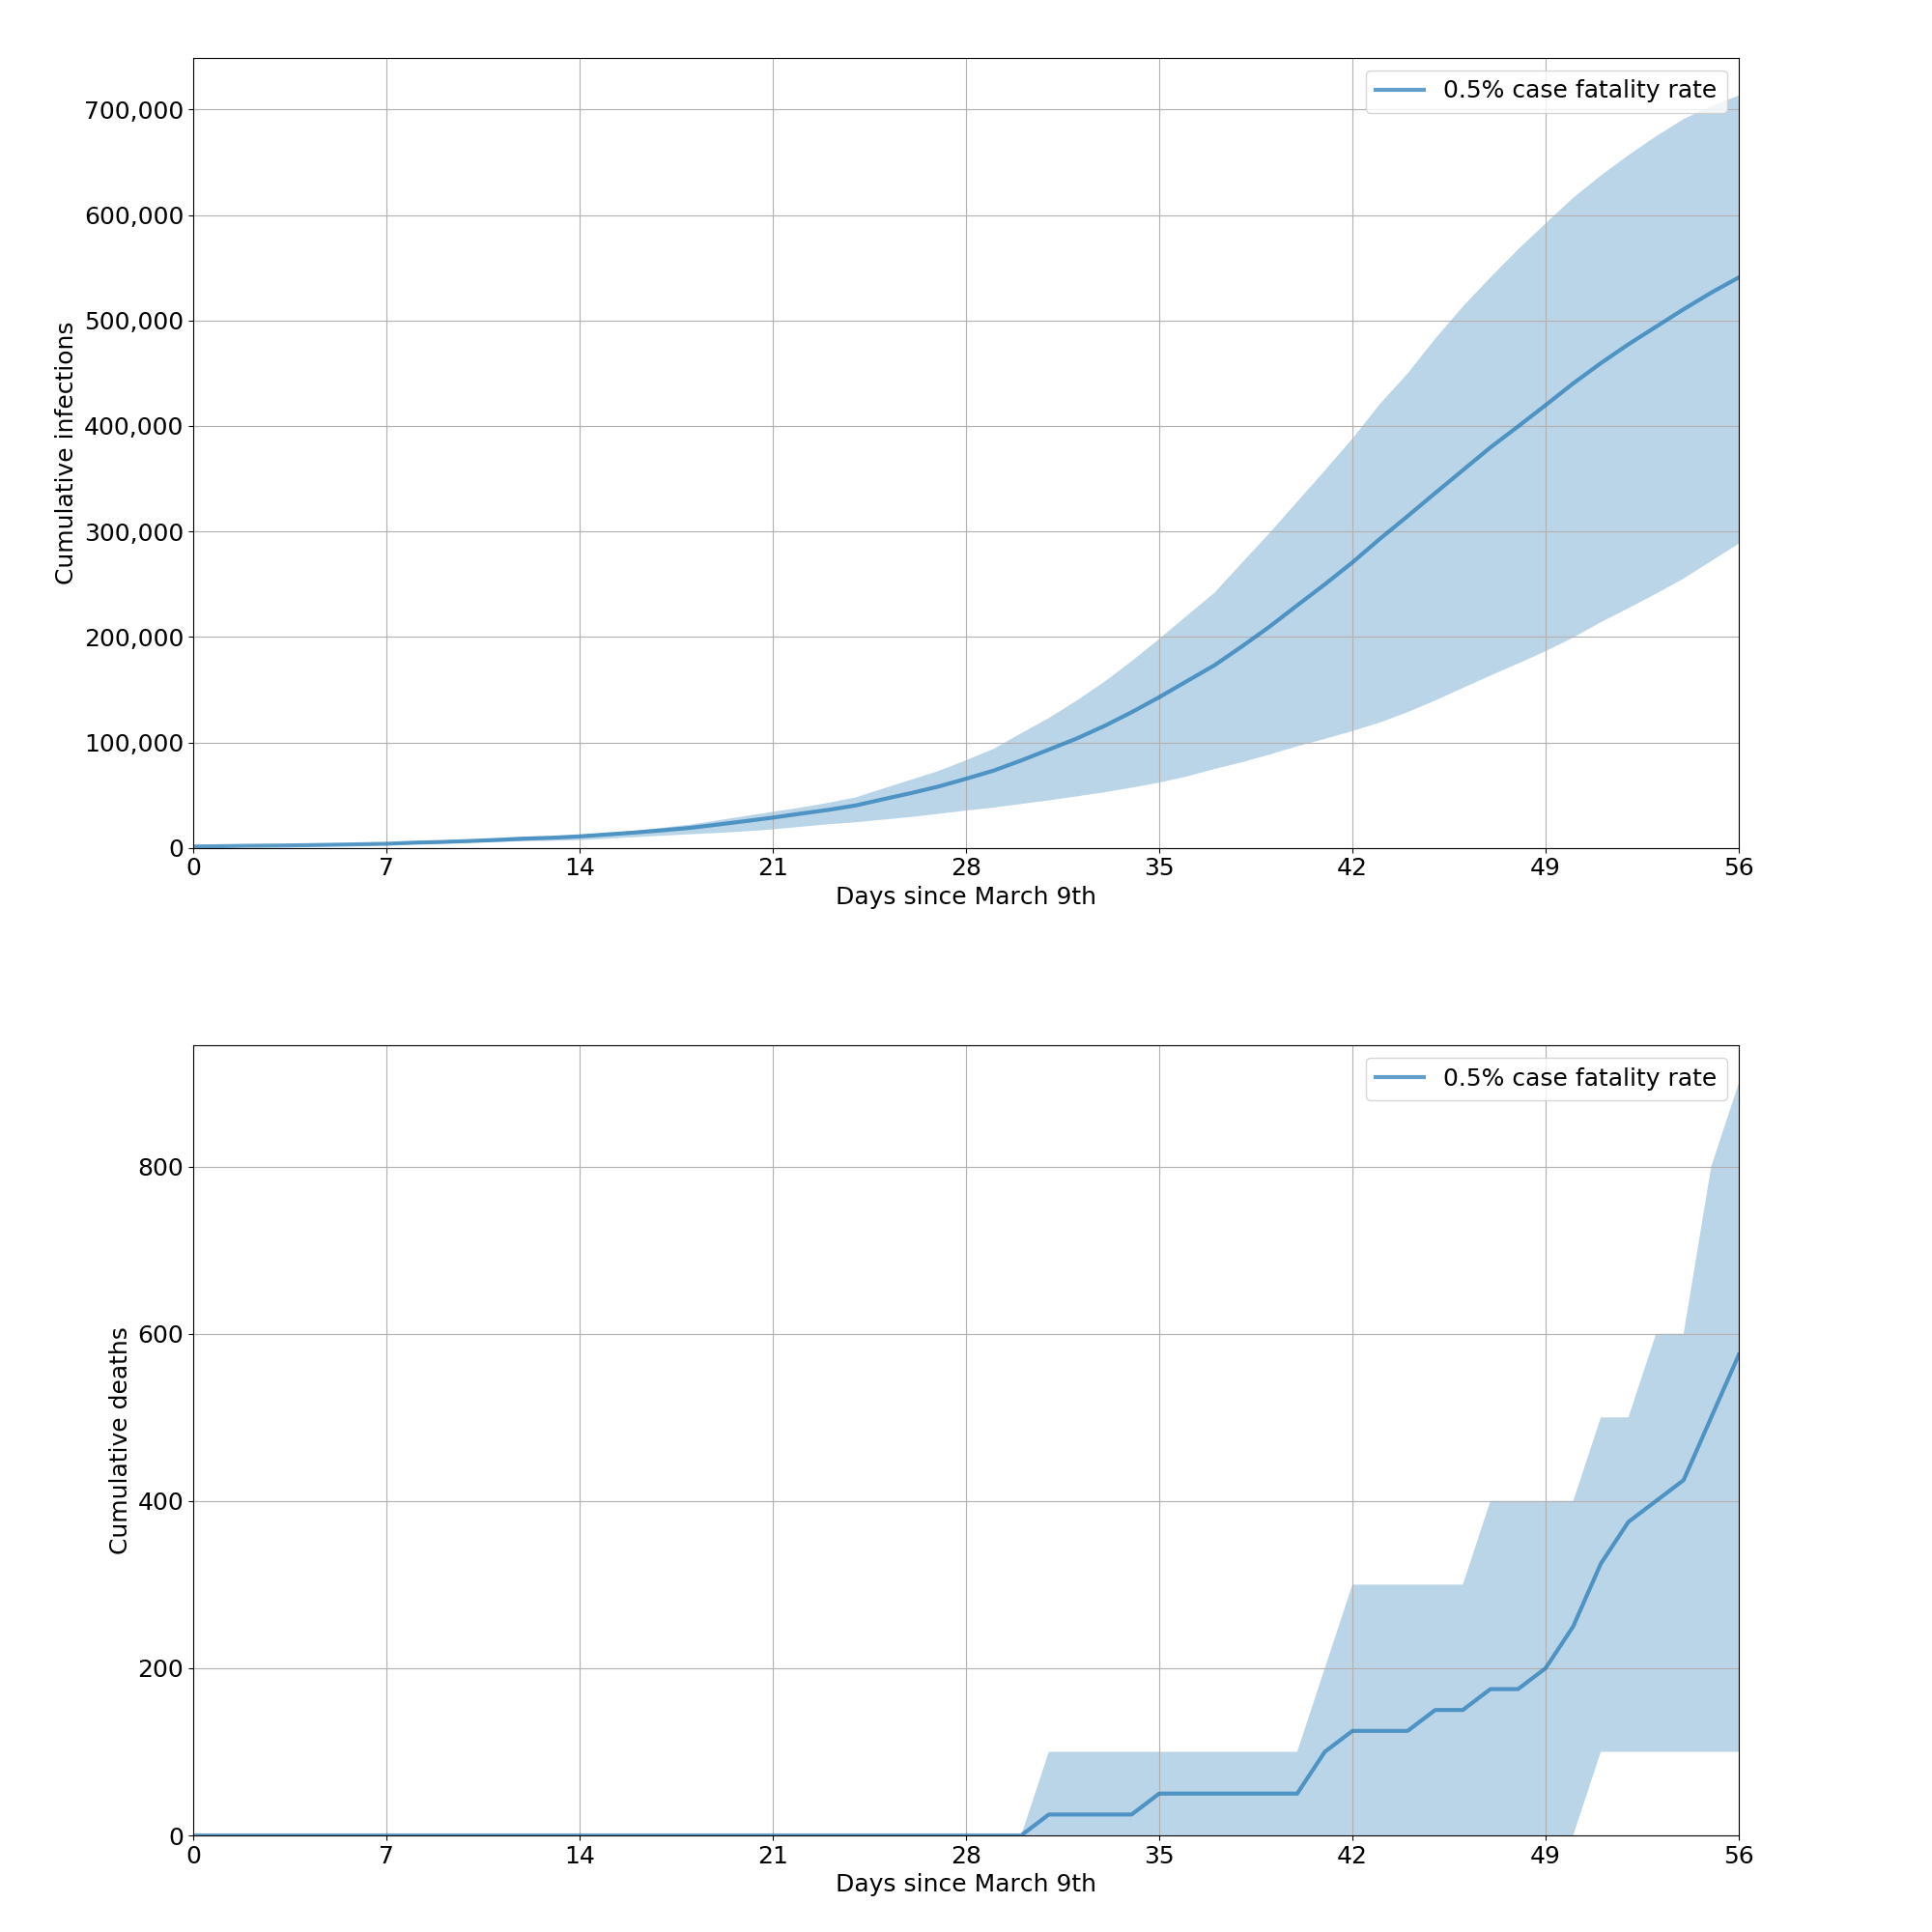 0.5% case fatality rate
700,000
600,000
500,000
400,000
300,000
200,000
100,000
0
Cumulative infections
0 7 14 21 28 35 42 49 56
Days since March 9th
0.5% case fatality rate
800
600
400
200
0
Cumulative deaths
0 7 14 21 28 35 42 49 56
Days since March 9th